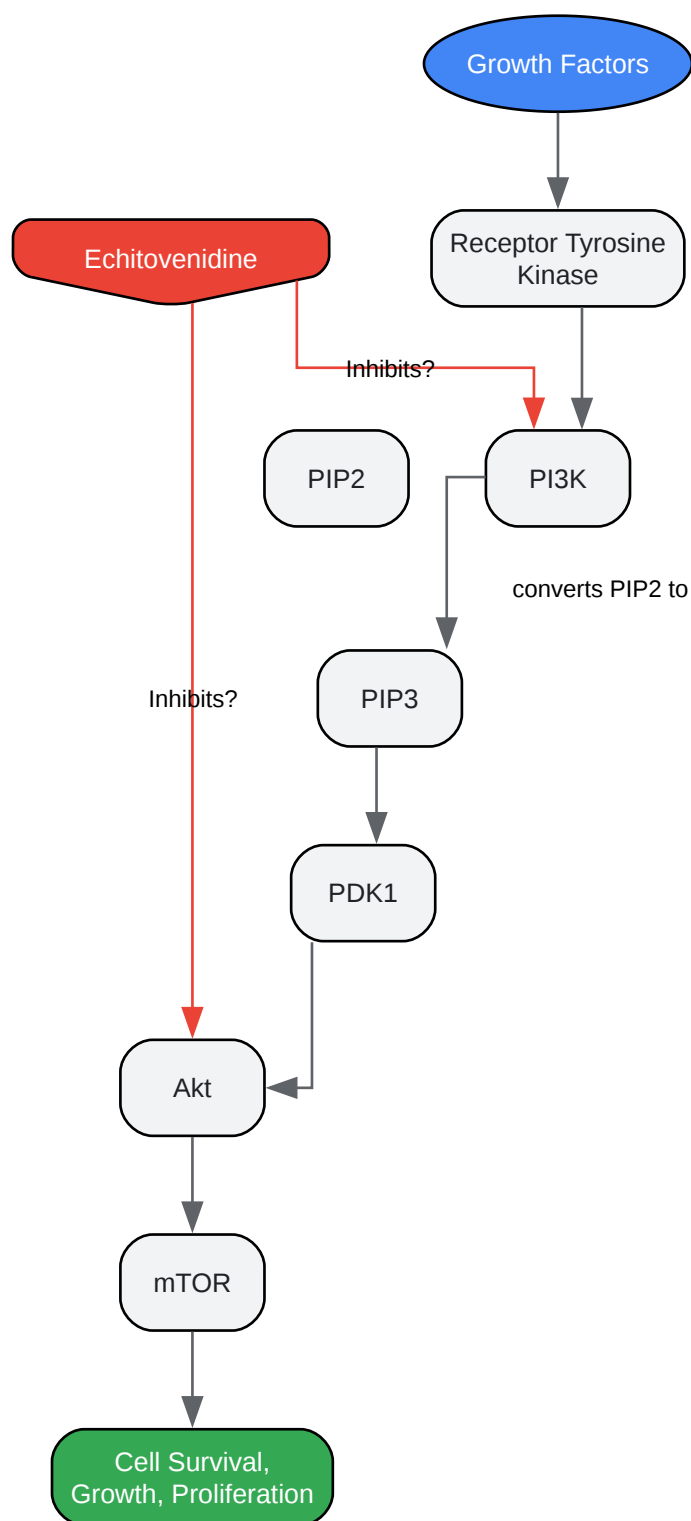 Growth Factors
Echitovenidine
Receptor Tyrosine
Kinase
Inhibits?
PIP2
PI3K
converts PIP2 to
PIP3
Inhibits?
PDK1
Akt
mTOR
Cell Survival,
Growth, Proliferation